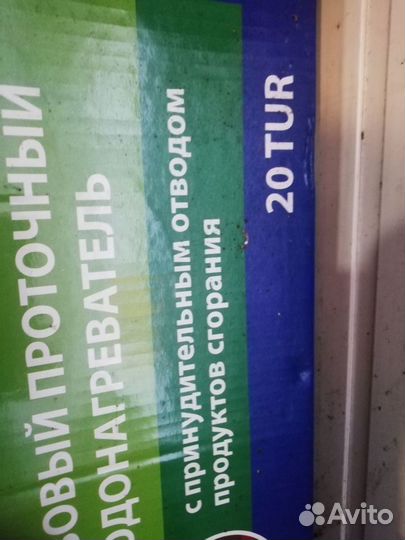 ОВЫЙ ПРОТОЧНЫЙ
ОДОНАГРЕВАТЕЛЬ
с принудительным отводом
продуктов сгорания
20 TUR
Avito